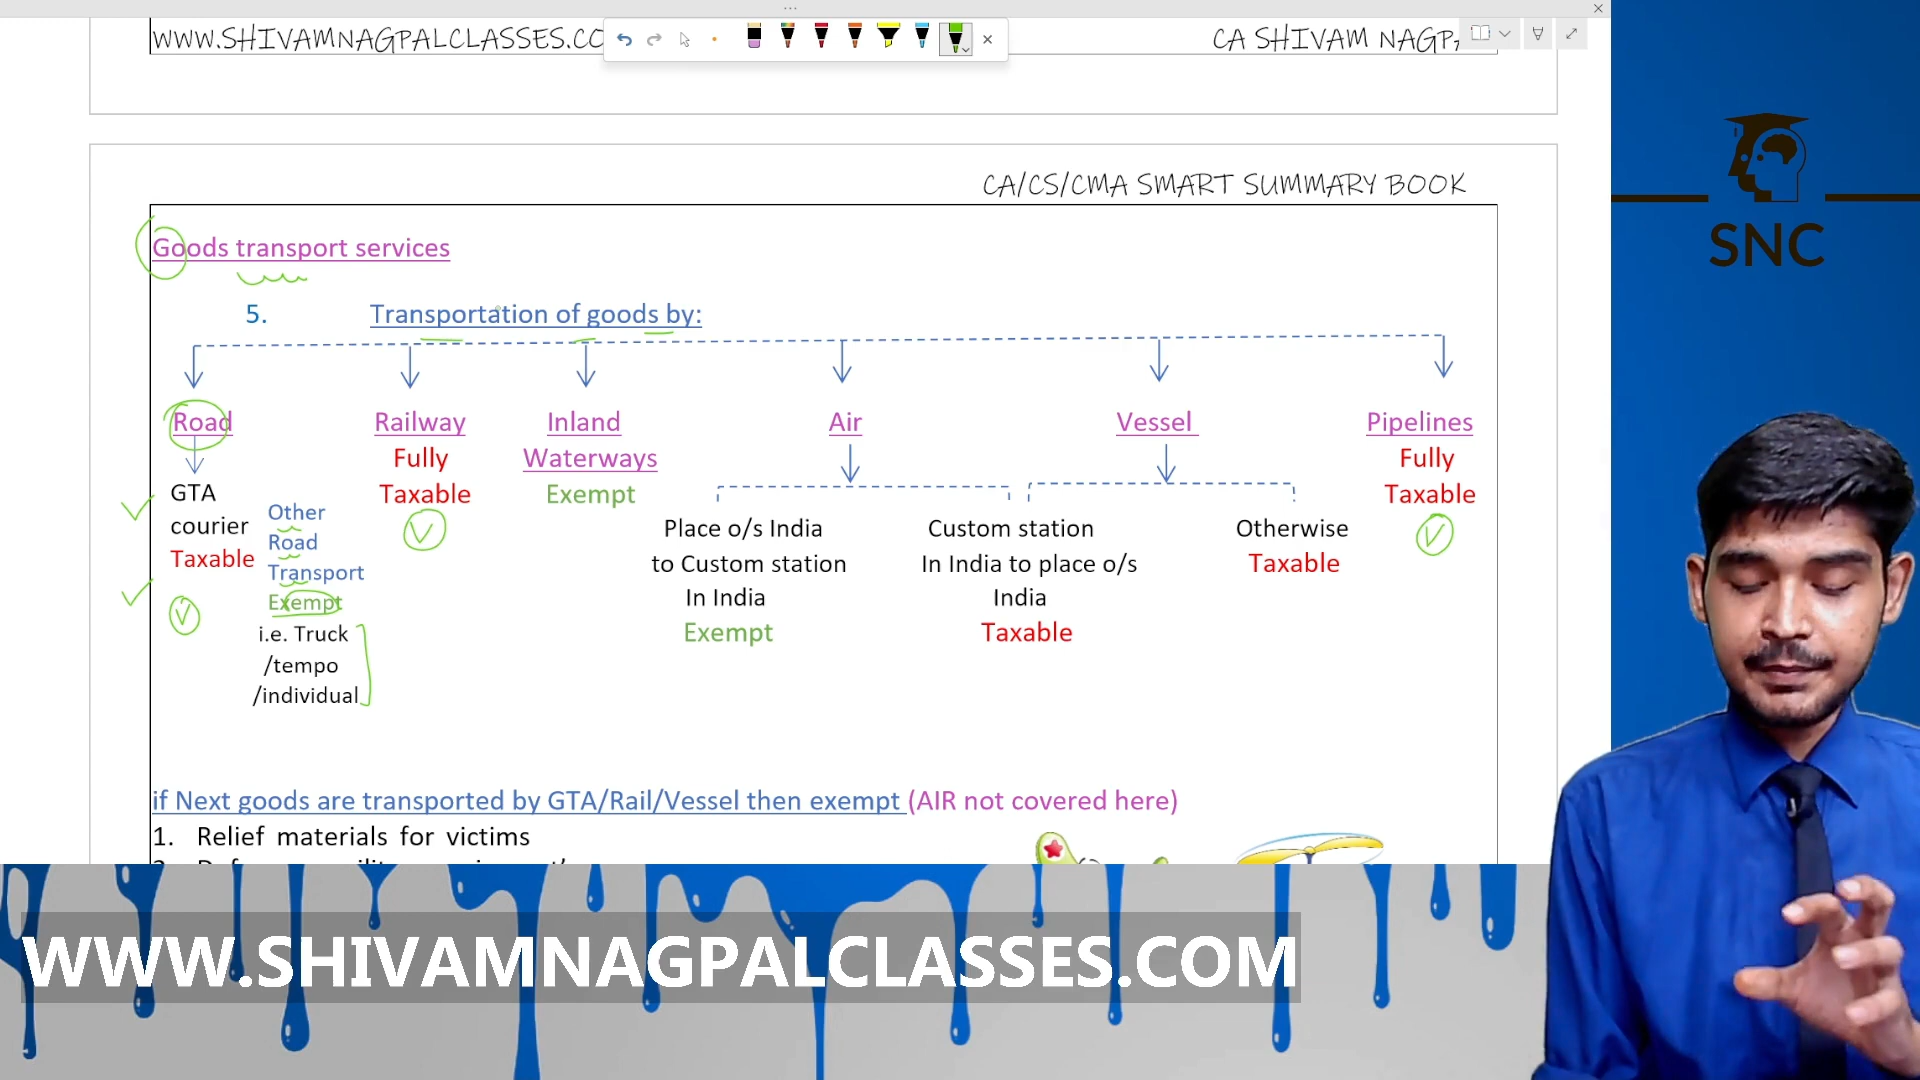 WWW.SHIVAMNAGPALCLASSES.CO
CA SHIVAM NAGPA
CA/CS/CMA SMART SUMMARY BOOK
SNC
Goods transport services
5. Transportation of goods by:
Road
GTA
courier
Taxable
Other
Road
Transport
Exempt
i.e. Truck
/tempo
/individual
Railway
Fully
Taxable
Inland
Waterways
Exempt
Air
Place o/s India
to Custom station
In India
Exempt
Custom station
In India to place o/s
India
Taxable
Vessel
Otherwise
Taxable
Pipelines
Fully
Taxable
if Next goods are transported by GTA/Rail/Vessel then exempt (AIR not covered here)
1. Relief materials for victims
WWW.SHIVAMNAGPALCLASSES.COM